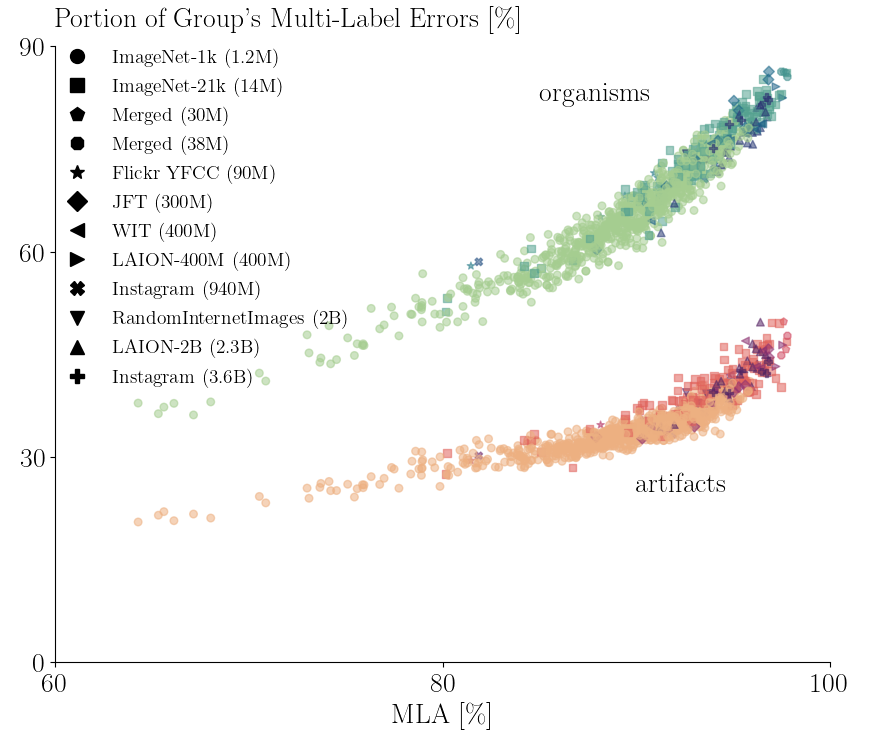 Portion of Group's Multi-Label Errors [%]
90
ImageNet-1k (1.2M)
ImageNet-21k (14M)
organisms
Merged (30M)
Merged (38M)
Flickr YFCC (90M)
JFT (300M)
WIT (400M)
60
LAION-400M (400M)
Instagram (940M)
RandomInternetImages (2B)
LAION-2B (2.3B)
Instagram (3.6B)
30
artifacts
0
60 80 100
MLA [%]